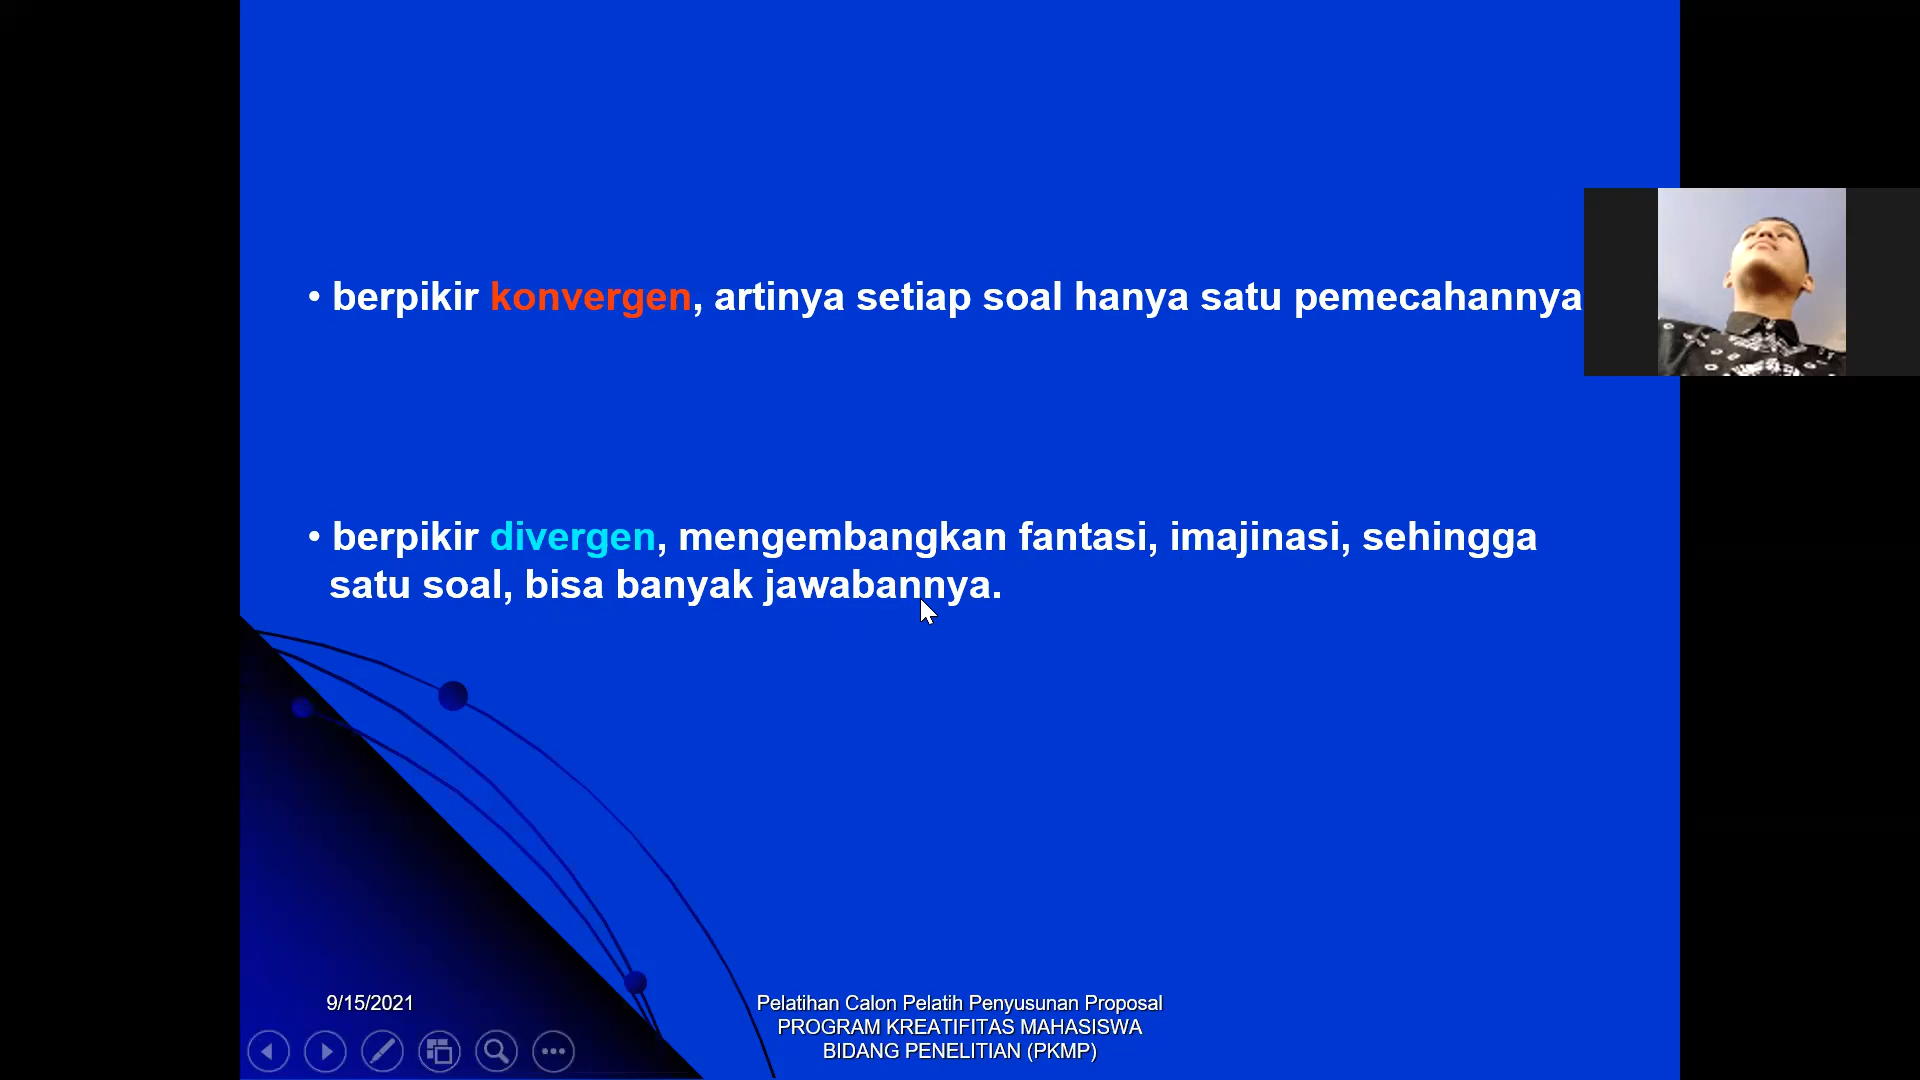 • berpikir konvergen, artinya setiap soal hanya satu pemecahannya
• berpikir divergen, mengembangkan fantasi, imajinasi, sehingga
satu soal, bisa banyak jawabannya.
9/15/2021
Pelatihan Calon Pelatih Penyusunan Proposal
PROGRAM KREATIFITAS MAHASISWA
BIDANG PENELITIAN (PKMP)